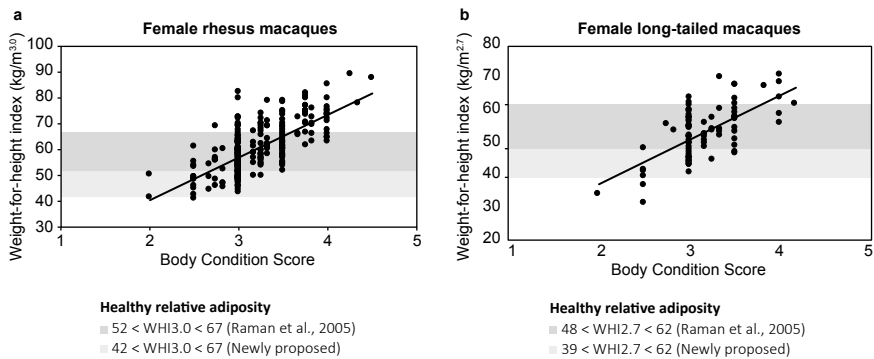 a
Female rhesus macaques
Weight-for-height index (kg/m3.0)
100
90
80
70
60
50
40
30
1
2
3
4
5
Body Condition Score
Healthy relative adiposity
52 < WHI3.0 < 67 (Raman et al., 2005)
42 < WHI3.0 < 67 (Newly proposed)
b
Female long-tailed macaques
Weight-for-height index (kg/m2.7)
80
70
60
50
40
30
20
1
2
3
4
5
Body Condition Score
Healthy relative adiposity
48 < WHI2.7 < 62 (Raman et al., 2005)
39 < WHI2.7 < 62 (Newly proposed)